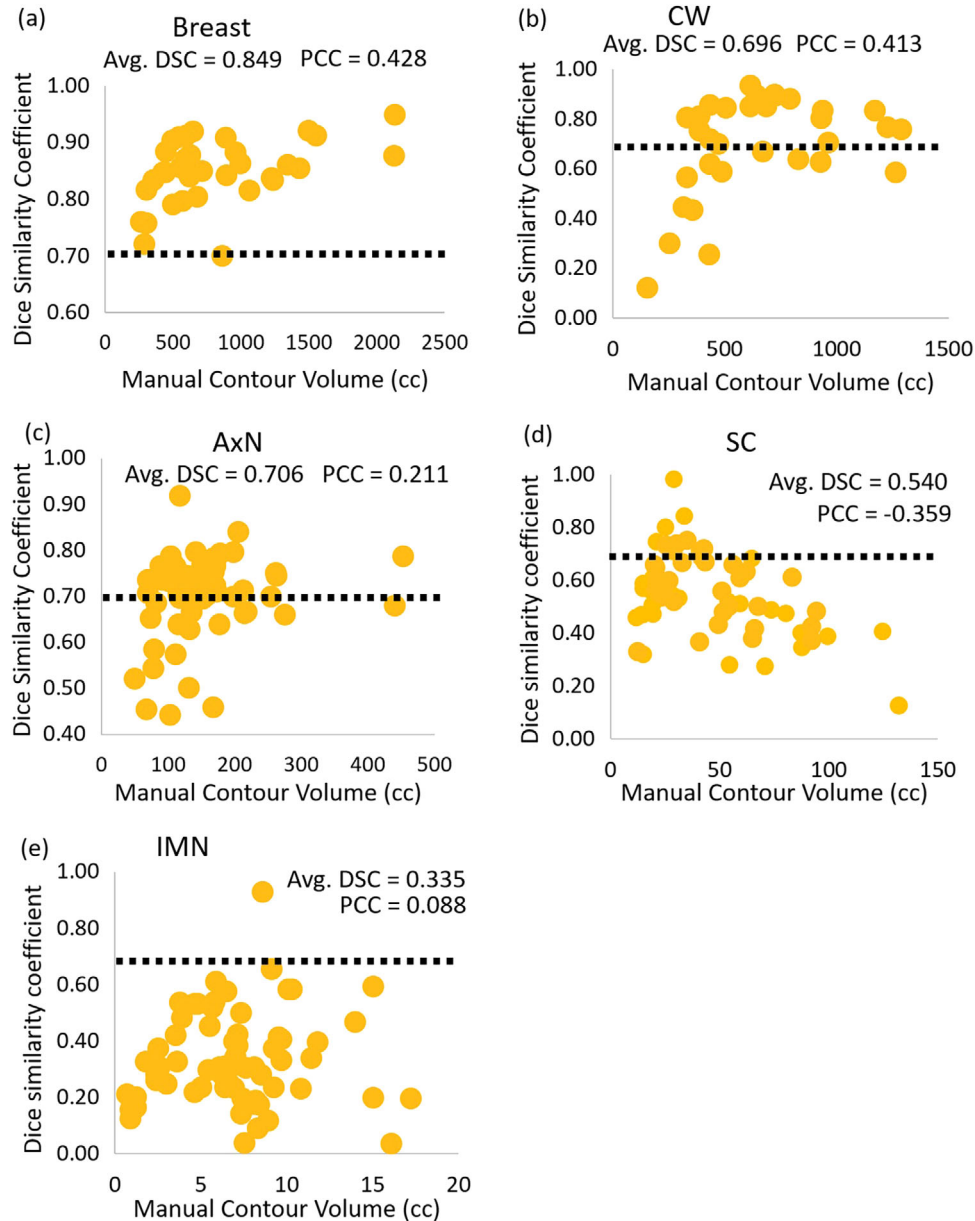 (a)
Breast
Avg. DSC = 0.849 PCC = 0.428
Dice Similarity Coefficient
1.00
0.90
0.80
0.70
0.60
0 500 1000 1500 2000 2500
Manual Contour Volume (cc)
(b)
CW
Avg. DSC = 0.696 PCC = 0.413
Dice Similarity Coefficient
1.00
0.80
0.60
0.40
0.20
0.00
0 500 1000 1500
Manual Contour Volume (cc)
(c)
AxN
Avg. DSC = 0.706 PCC = 0.211
Dice Similarity Coefficient
1.00
0.90
0.80
0.70
0.60
0.50
0.40
0 100 200 300 400 500
Manual Contour Volume (cc)
(d)
SC
Avg. DSC = 0.540
PCC = -0.359
Dice similarity coefficient
1.00
0.80
0.60
0.40
0.20
0.00
0 50 100 150
Manual Contour Volume (cc)
(e)
IMN
Avg. DSC = 0.335
PCC = 0.088
Dice similarity coefficient
1.00
0.80
0.60
0.40
0.20
0.00
0 5 10 15 20
Manual Contour Volume (cc)